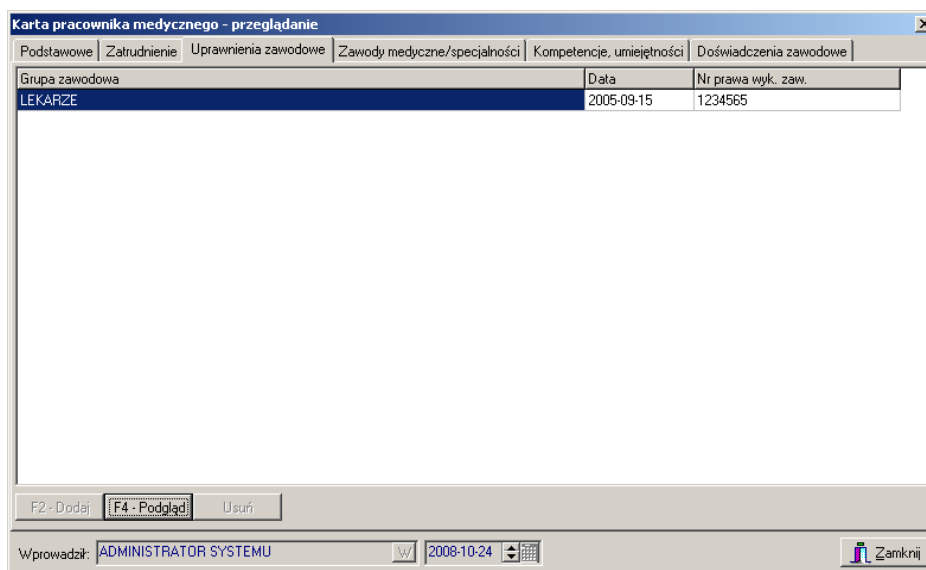 Karta pracownika medycznego - przeglądanie
Podstawowe Zatrudnienie Uprawnienia zawodowe Zawody medyczne/specjalności Kompetencje, umiejętności Doświadczenia zawodowe
Grupa zawodowa Data Nr prawa wyk. zaw.
LEKARZE 2005-09-15 1234565
F2 - Dodaj F4 - Podgląd Usuń
Wprowadził: ADMINISTRATOR SYSTEMU W 2008-10-24 Zamknij